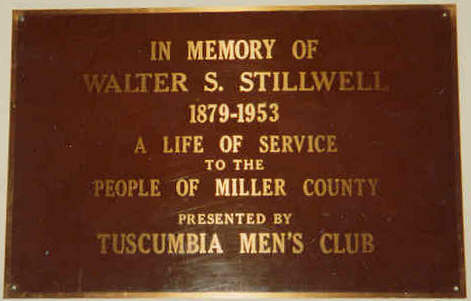 IN MEMORY OF
WALTER S. STILLWELL
1879-1953
A LIFE OF SERVICE
TO THE
PEOPLE OF MILLER COUNTY
PRESENTED BY
TUSCUMBIA MEN'S CLUB